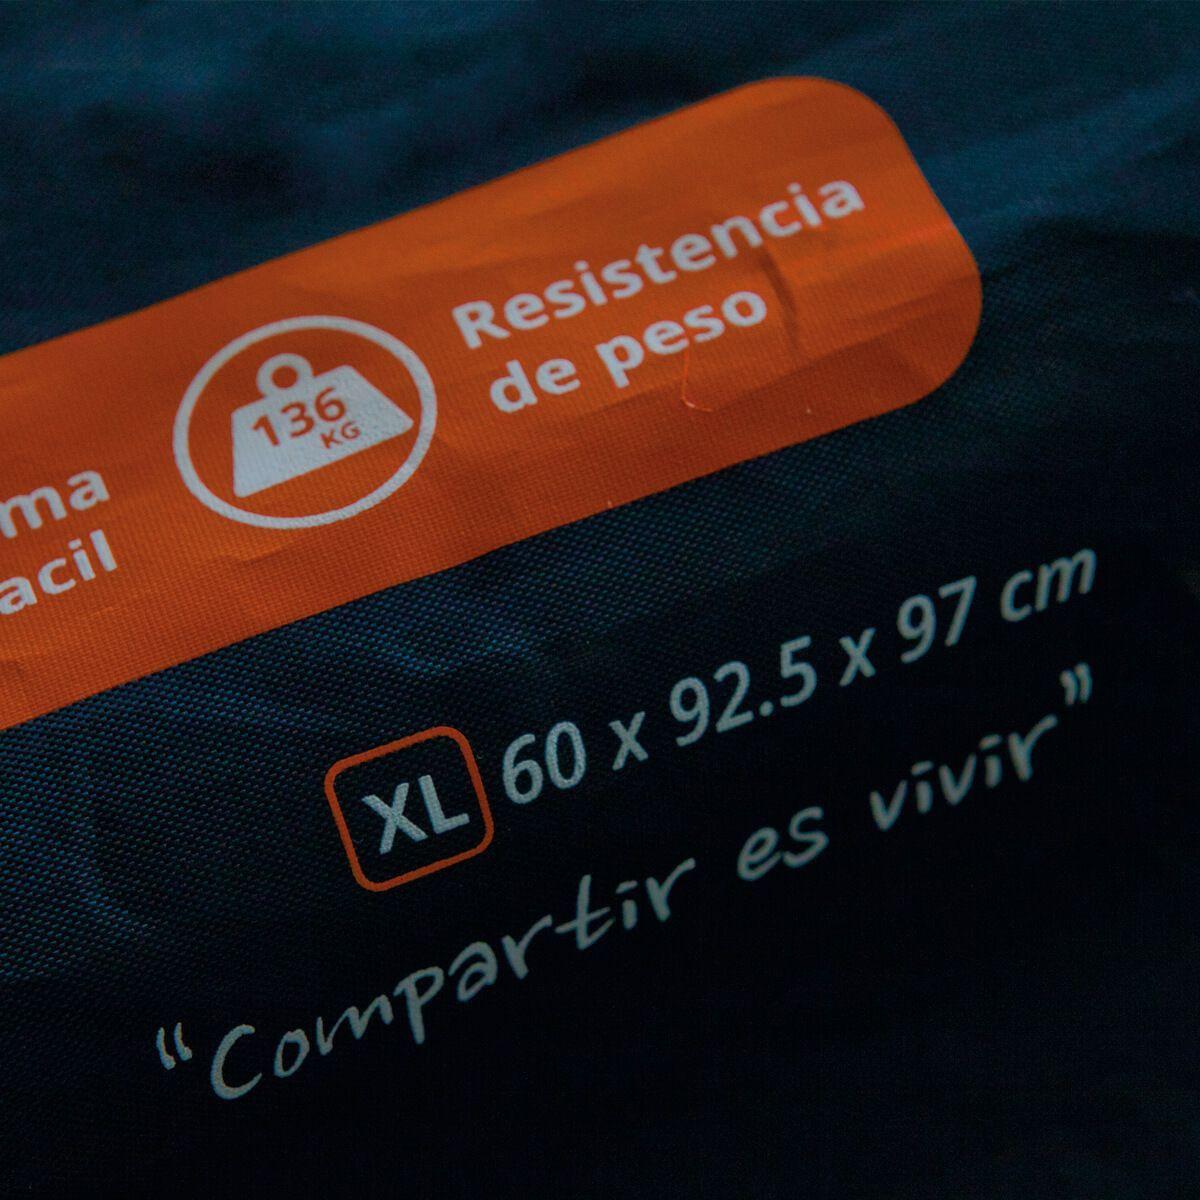 136
KG
Resistencia
de peso
ma
acil
XL 60 x 92.5 x 97 cm
“Compartir es vivir”